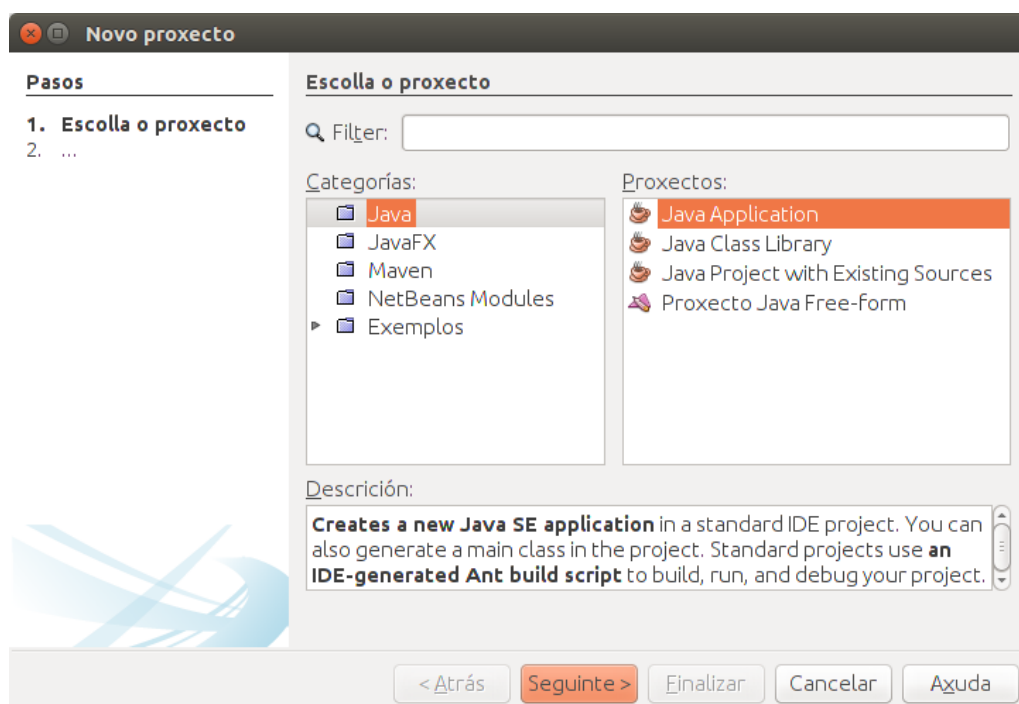 Novo proxecto
Pasos
1. Escolla o proxecto
2. ...
Escolla o proxecto
Filter:
Categorías:
Java
JavaFX
Maven
NetBeans Modules
Exemplos
Proxectos:
Java Application
Java Class Library
Java Project with Existing Sources
Proxecto Java Free-form
Descrición:
Creates a new Java SE application in a standard IDE project. You can
also generate a main class in the project. Standard projects use an
IDE-generated Ant build script to build, run, and debug your project.
< Atrás
Seguinte >
Finalizar
Cancelar
Axuda